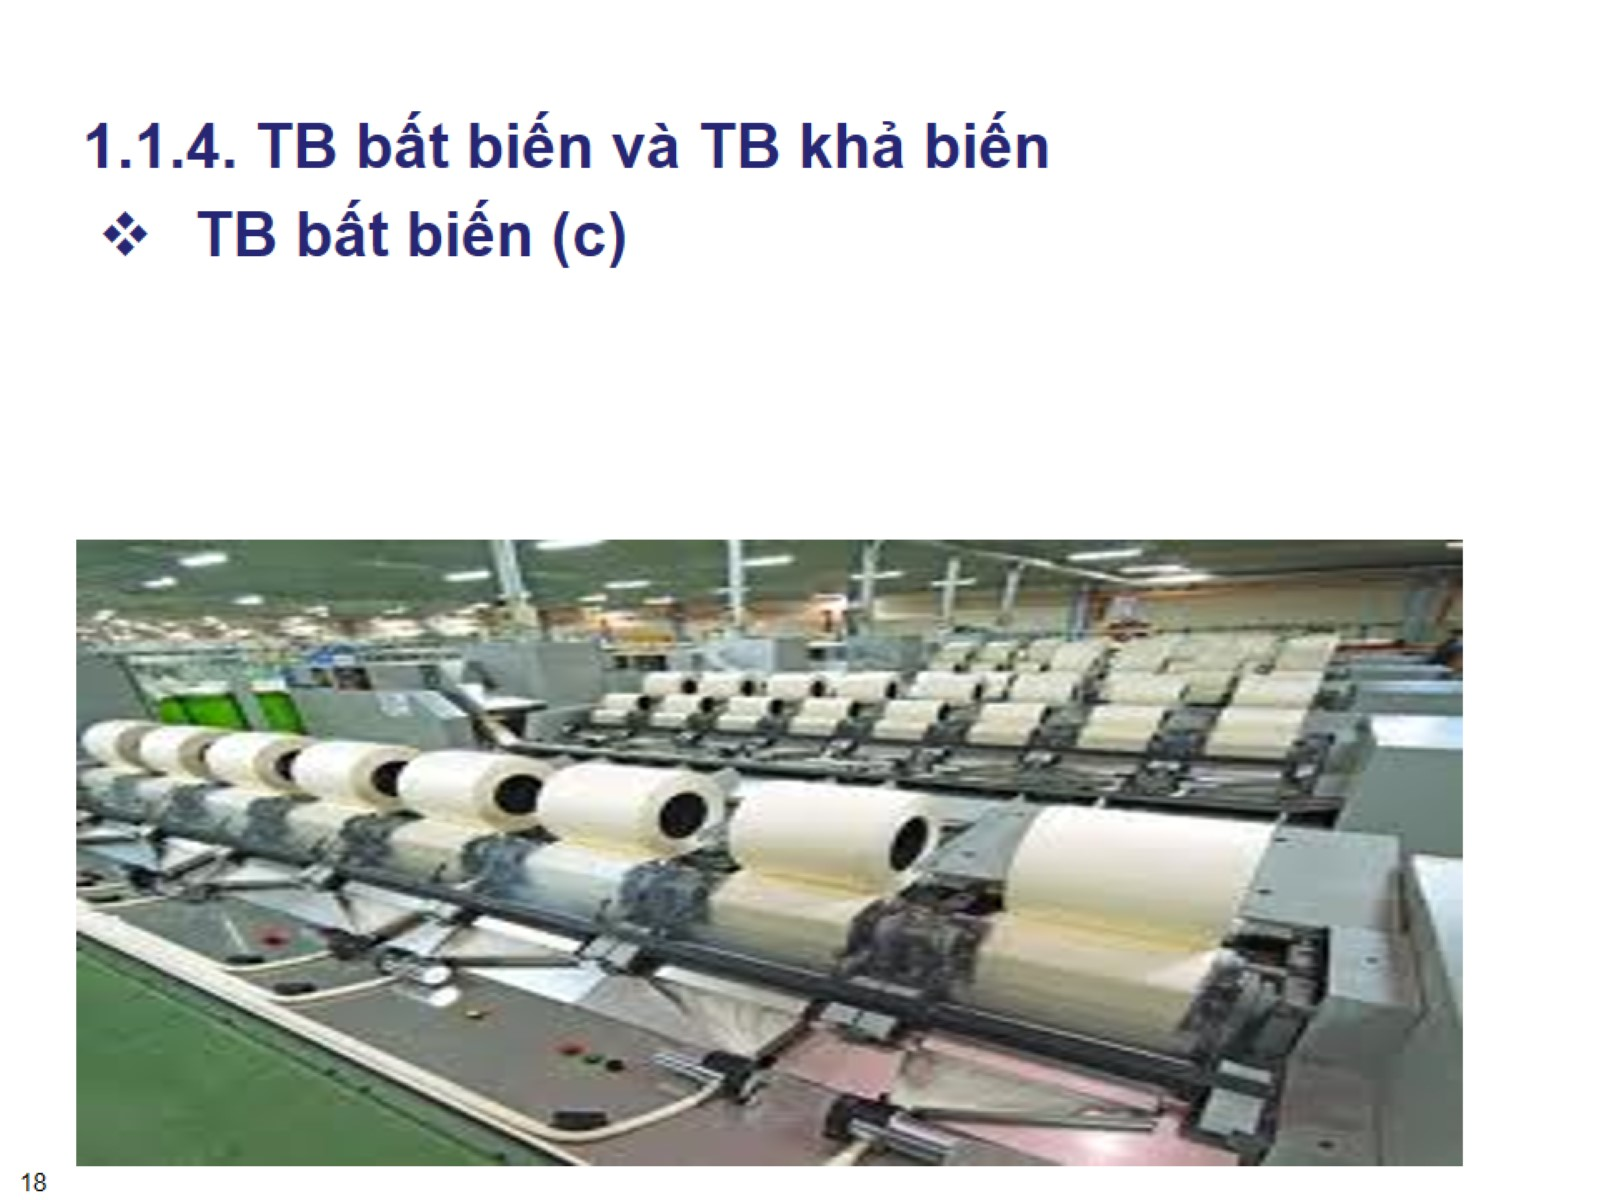 1.1.4. TB bất biến và TB khả biến
❖ TB bất biến (c)
18